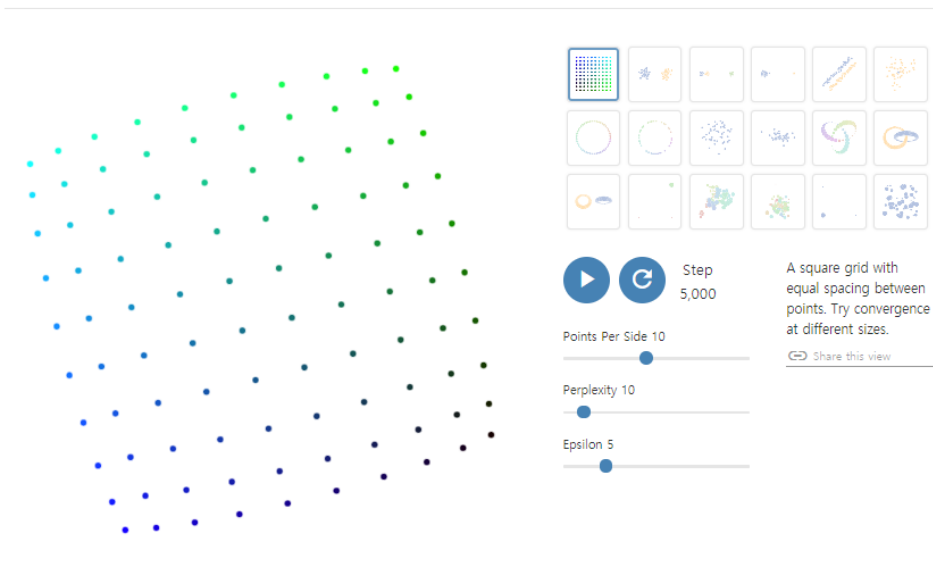 Step
5,000
A square grid with
equal spacing between
points. Try convergence
at different sizes.
Share this view
Points Per Side 10
Perplexity 10
Epsilon 5